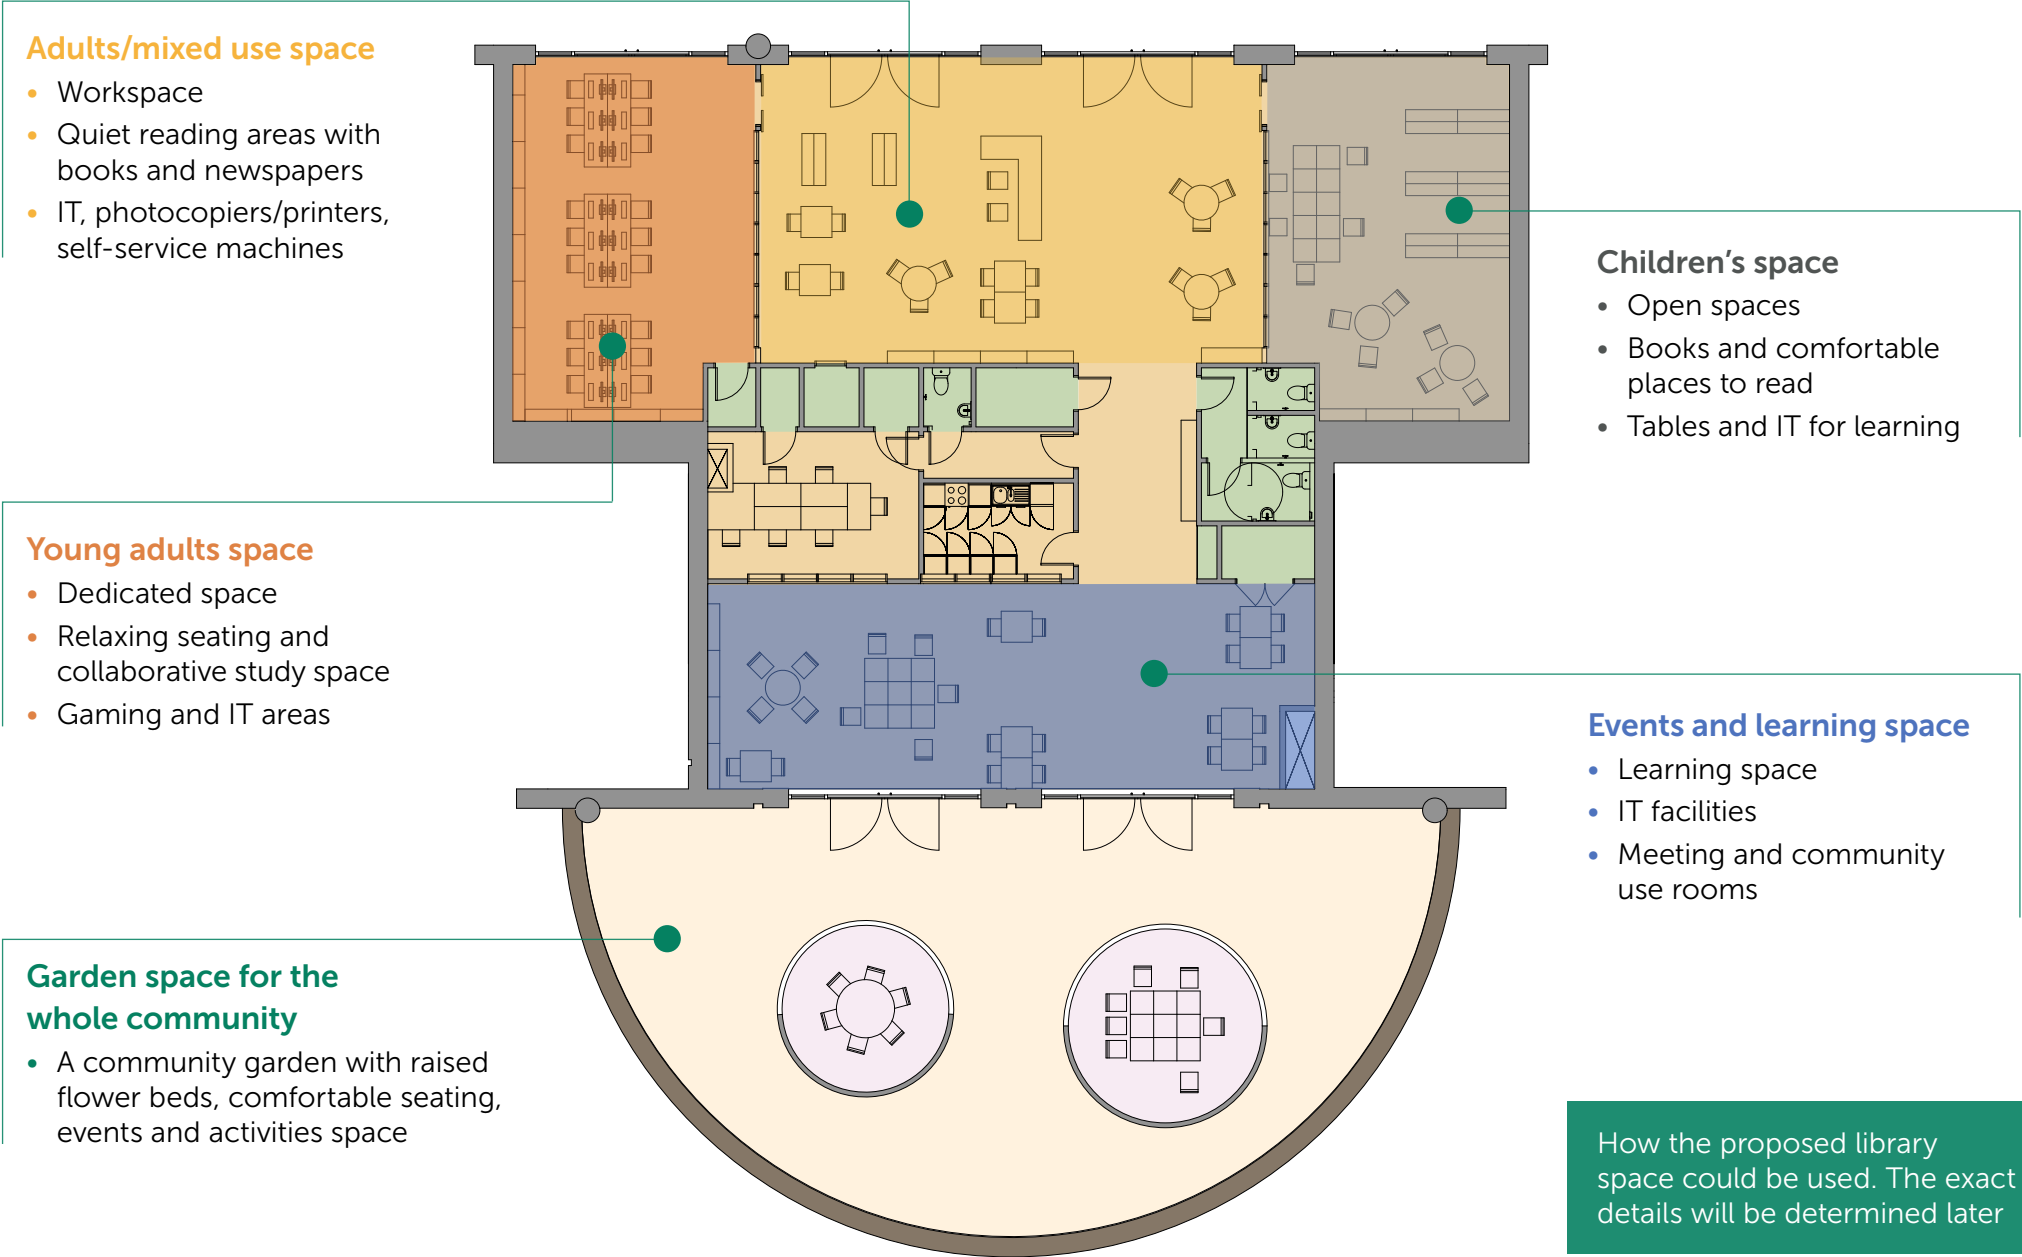 Adults/mixed use space
• Workspace
• Quiet reading areas with
books and newspapers
• IT, photocopiers/printers,
self-service machines
Young adults space
• Dedicated space
• Relaxing seating and
collaborative study space
• Gaming and IT areas
Garden space for the
whole community
• A community garden with raised
flower beds, comfortable seating,
events and activities space
Children’s space
• Open spaces
• Books and comfortable
places to read
• Tables and IT for learning
Events and learning space
• Learning space
• IT facilities
• Meeting and community
use rooms
How the proposed library
space could be used. The exact
details will be determined later